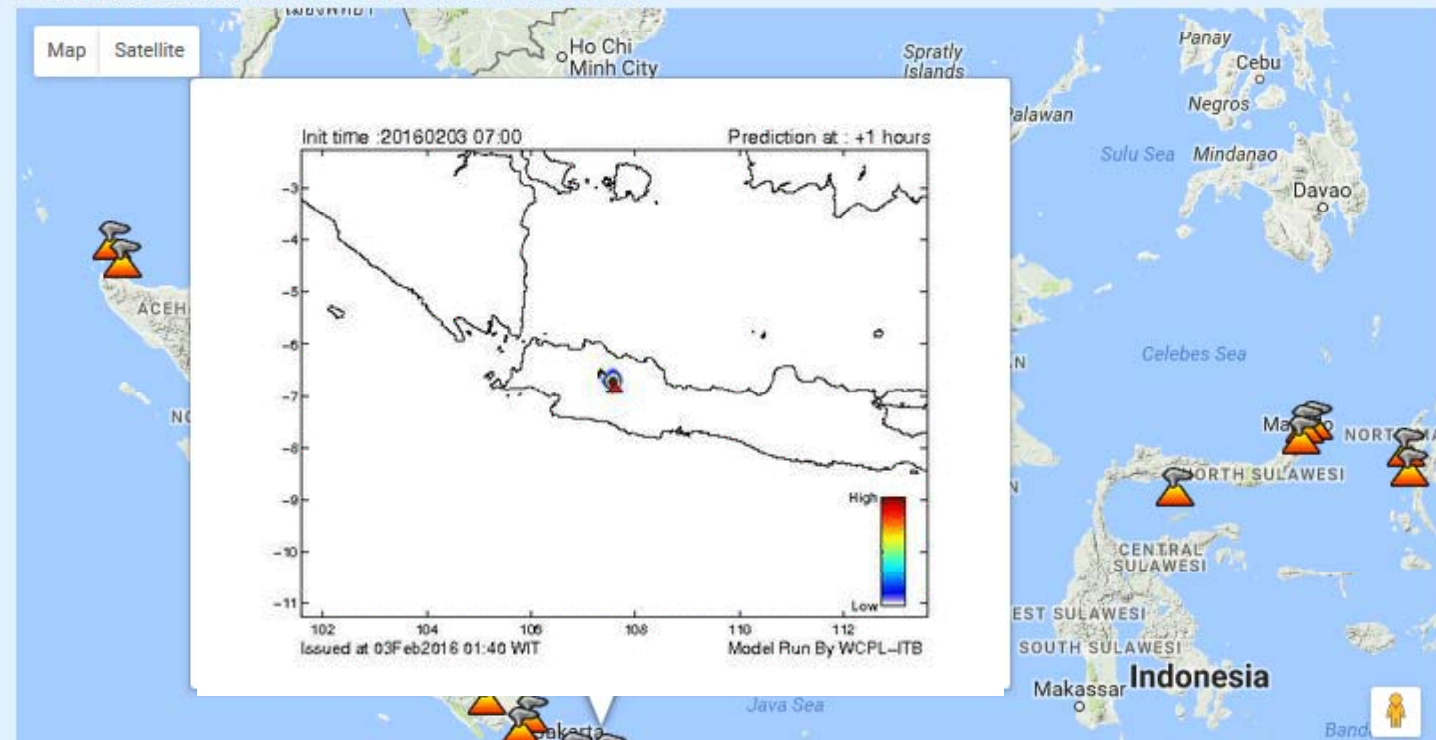 Map
Satellite
Ho Chi
Minh City
Spratly
Islands
Panay
Cebu
Negros
Palawan
Sulu Sea
Mindanao
Davao
Init time :20160203 07:00
Prediction at : +1 hours
-3
-4
-5
-6
-7
-8
-9
-10
-11
102
104
106
108
110
112
High
Low
Issued at 03Feb2016 01:40 WIT
Model Run By WCPL-ITB
ACEH
Celebes Sea
NORTH SULAWESI
CENTRAL
SULAWESI
EST SULAWESI
SOUTH SULAWESI
Indonesia
Makassar
Java Sea